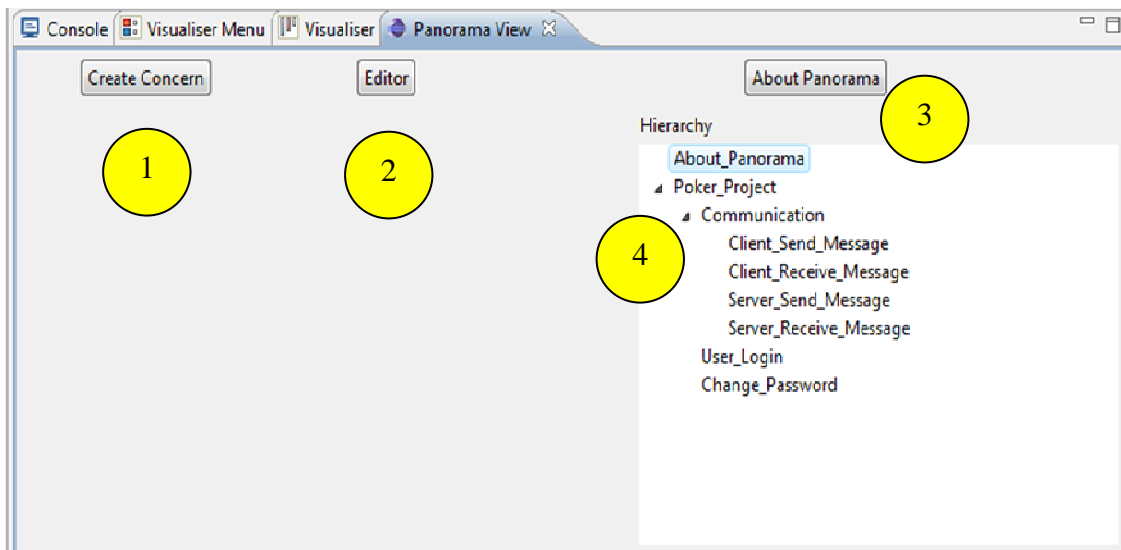 Console Visualiser Menu Visualiser Panorama View
Create Concern Editor About Panorama
1
2
3
Hierarchy
About_Panorama
Poker_Project
Communication
4
Client_Send_Message
Client_Receive_Message
Server_Send_Message
Server_Receive_Message
User_Login
Change_Password